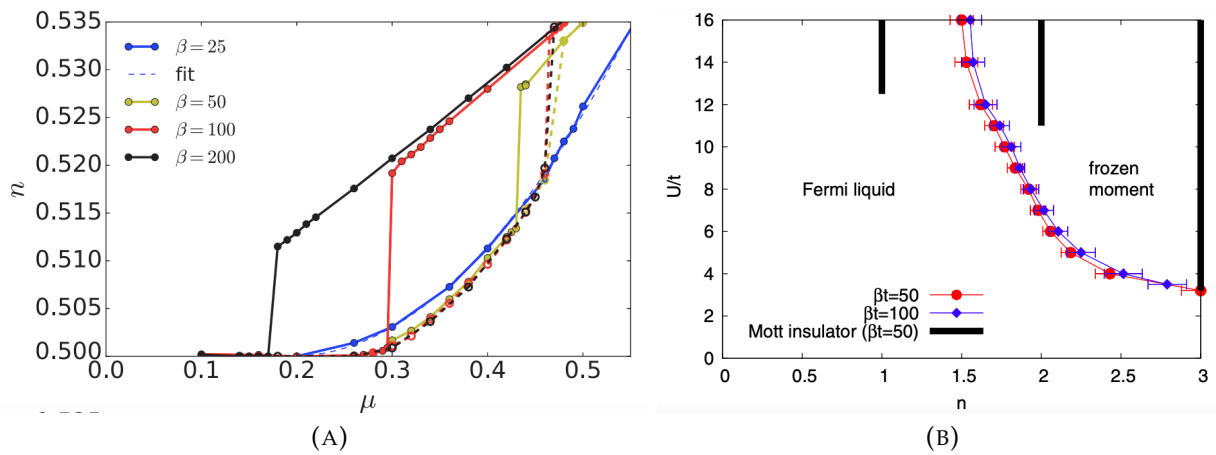 0.535
0.530
0.525
0.520
0.515
0.510
0.505
0.500
n
0.0 0.1 0.2 0.3 0.4 0.5
μ
β = 25
fit
β = 50
β = 100
β = 200
(A)
16
14
12
10
8
6
4
2
0
U/t
0 0.5 1 1.5 2 2.5 3
n
Fermi liquid
frozen
moment
βt=50
βt=100
Mott insulator (βt=50)
(B)